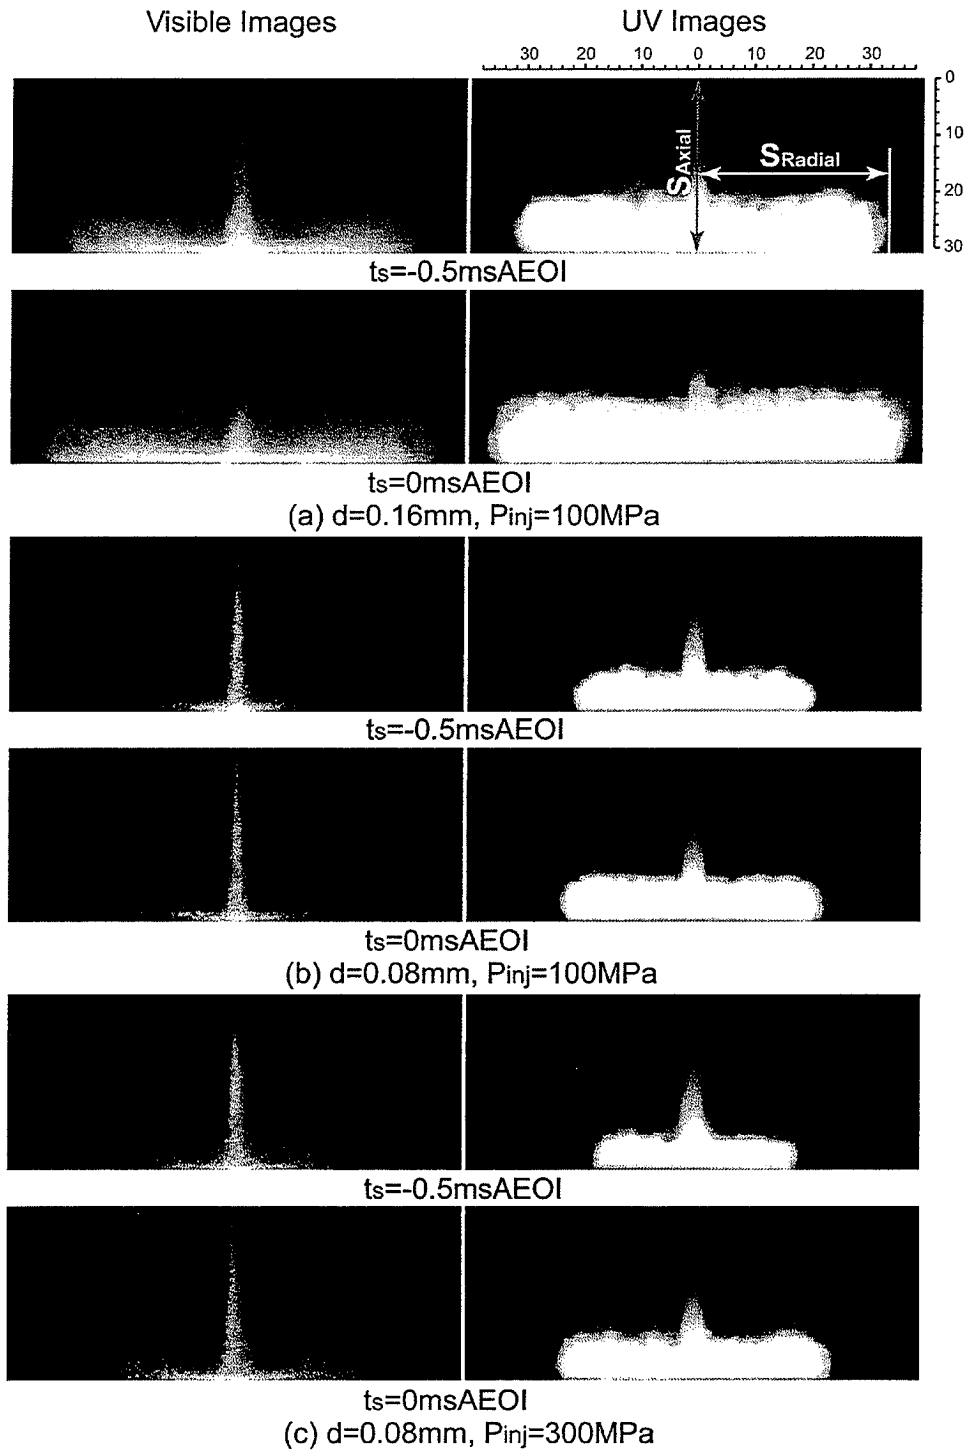 Visible Images
UV Images
30 20 10 0 10 20 30
0
10
20
30
SAxial
SRadial
ts=-0.5msAEOI
ts=0msAEOI
(a) d=0.16mm, Pinj=100MPa
ts=-0.5msAEOI
ts=0msAEOI
(b) d=0.08mm, Pinj=100MPa
ts=-0.5msAEOI
ts=0msAEOI
(c) d=0.08mm, Pinj=300MPa